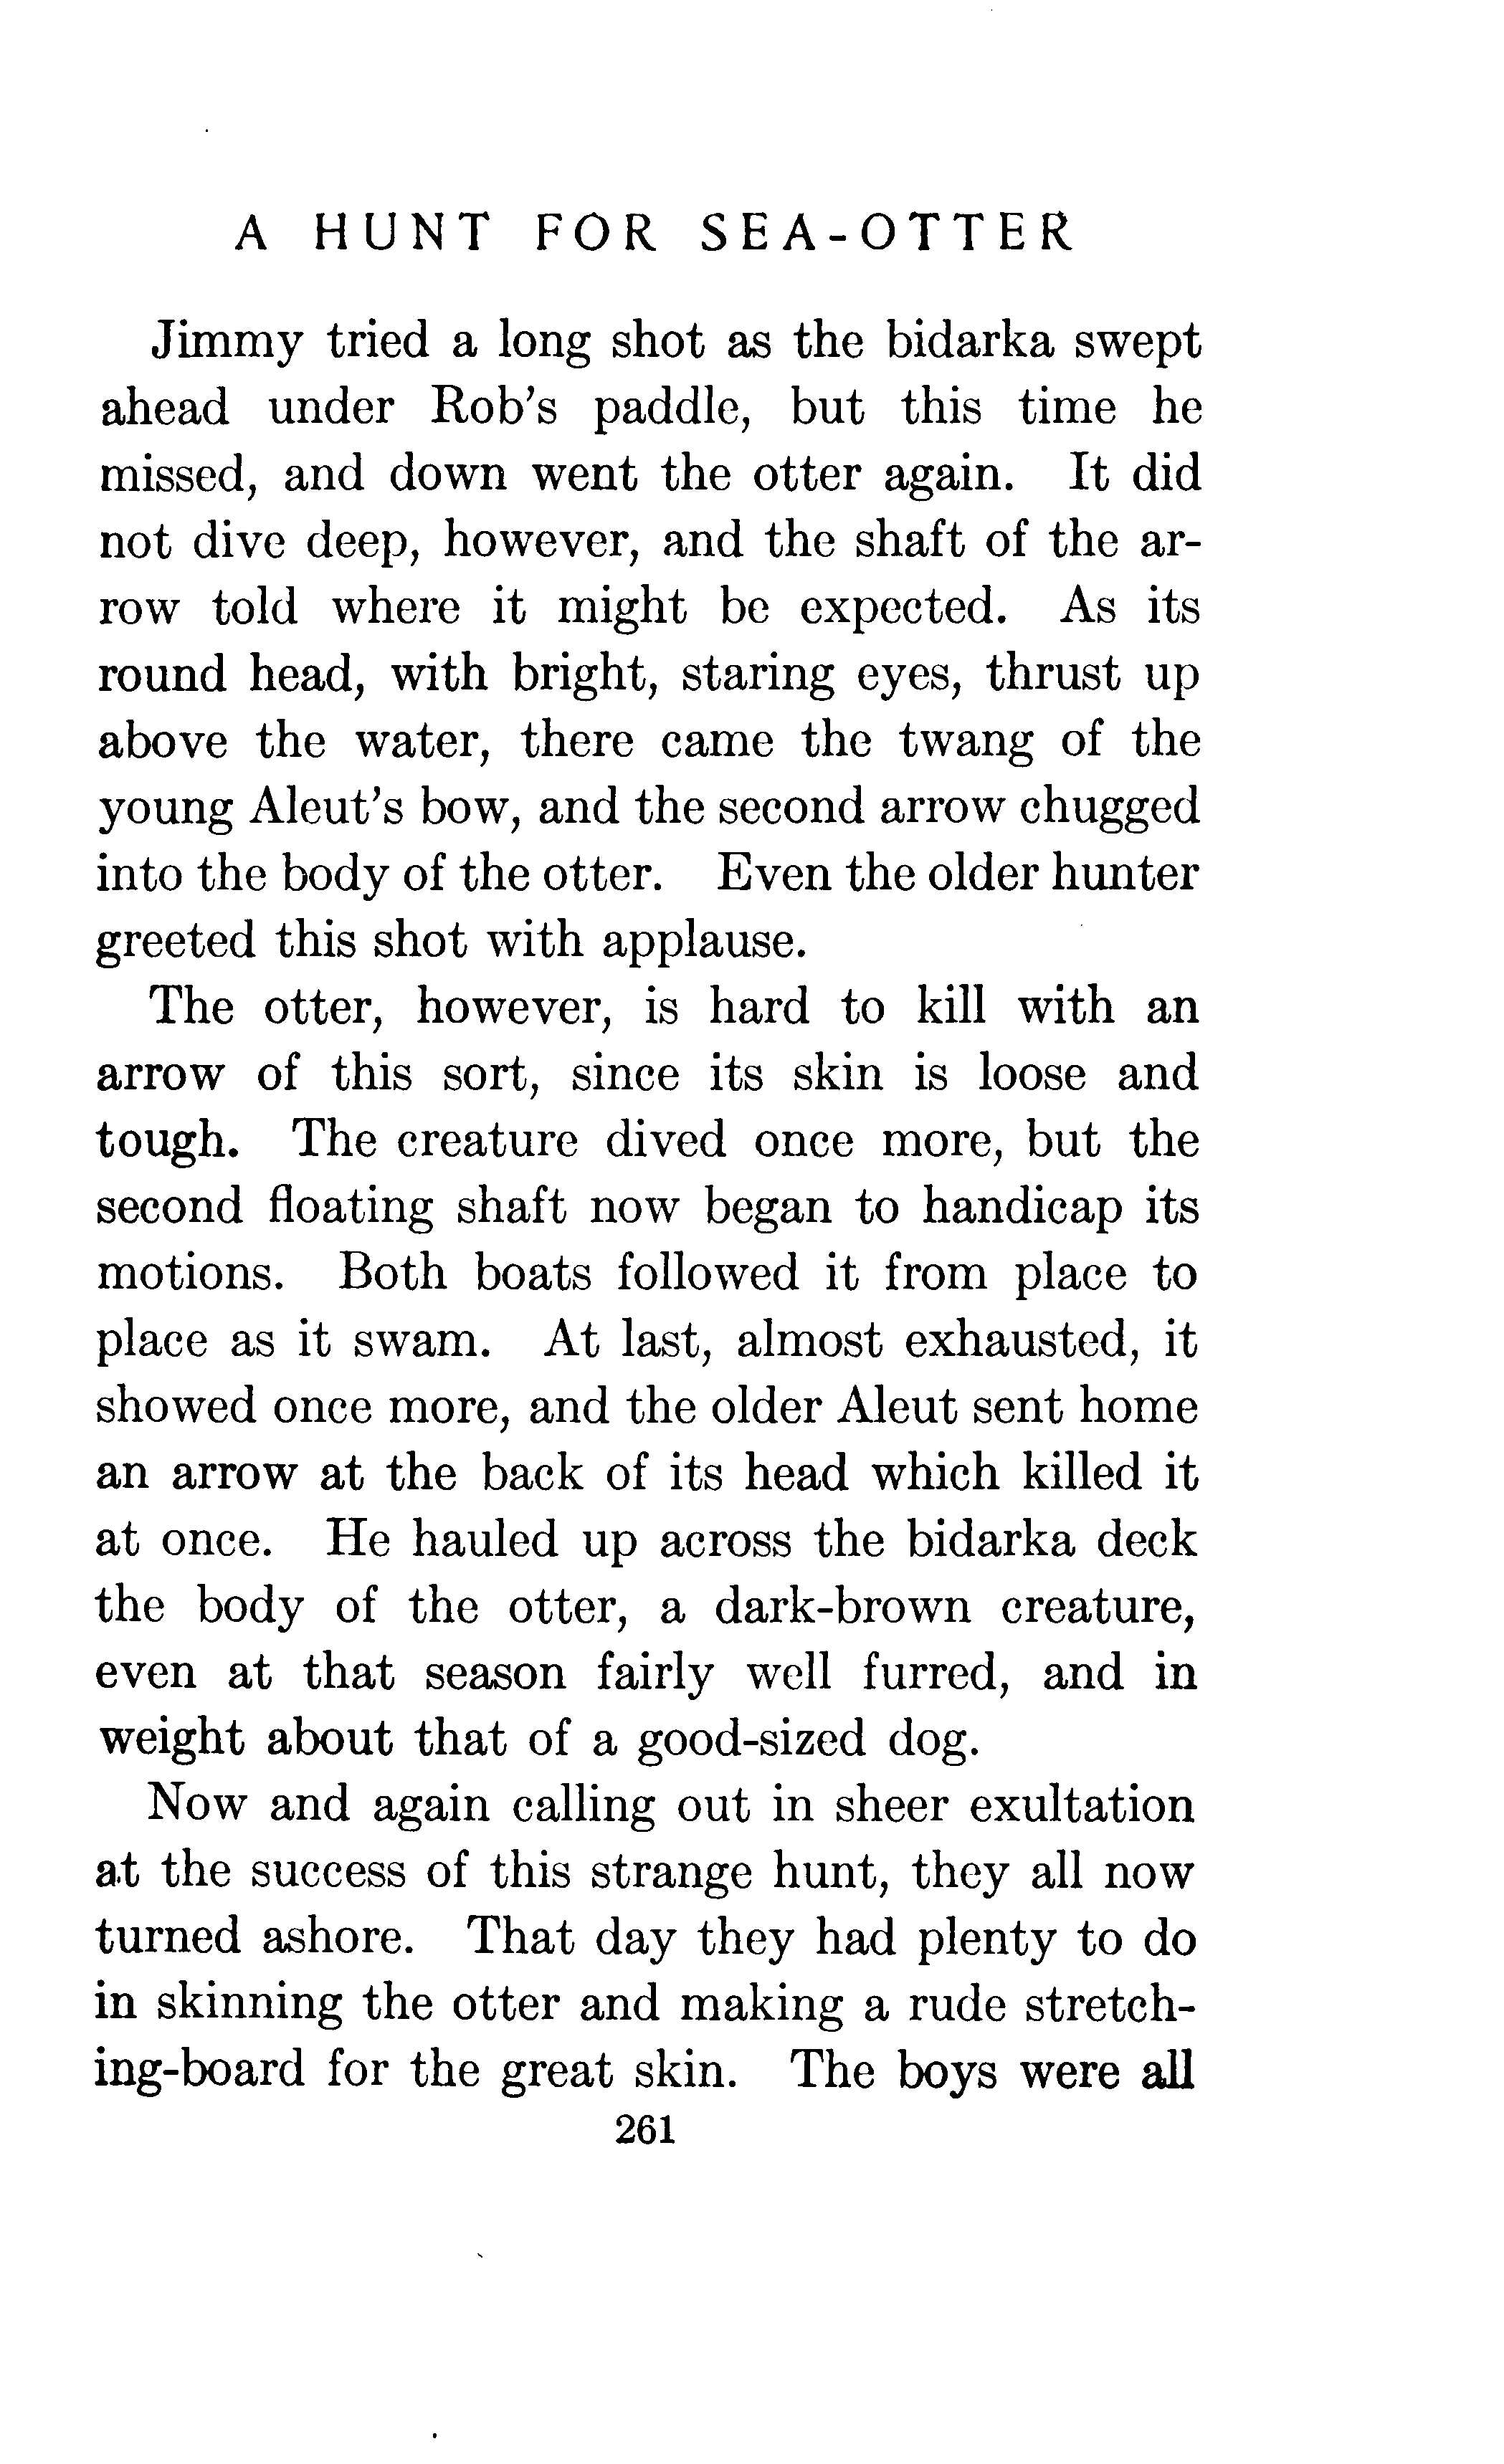 A HUNT FOR SEA-OTTER
Jimmy tried a long shot as the bidarka swept
ahead under Rob's paddle, but this time he
missed, and down went the otter again. It did
not dive deep, however, and the shaft of the ar-
row told where it might be expected. As its
round head, with bright, staring eyes, thrust up
above the water, there came the twang of the
young Aleut's bow, and the second arrow chugged
into the body of the otter. Even the older hunter
greeted this shot with applause.
The otter, however, is hard to kill with an
arrow of this sort, since its skin is loose and
tough. The creature dived once more, but the
second floating shaft now began to handicap its
motions. Both boats followed it from place to
place as it swam. At last, almost exhausted, it
showed once more, and the older Aleut sent home
an arrow at the back of its head which killed it
at once. He hauled up across the bidarka deck
the body of the otter, a dark-brown creature,
even at that season fairly well furred, and in
weight about that of a good-sized dog.
Now and again calling out in sheer exultation
at the success of this strange hunt, they all now
turned ashore. That day they had plenty to do
in skinning the otter and making a rude stretch-
ing-board for the great skin. The boys were all
261